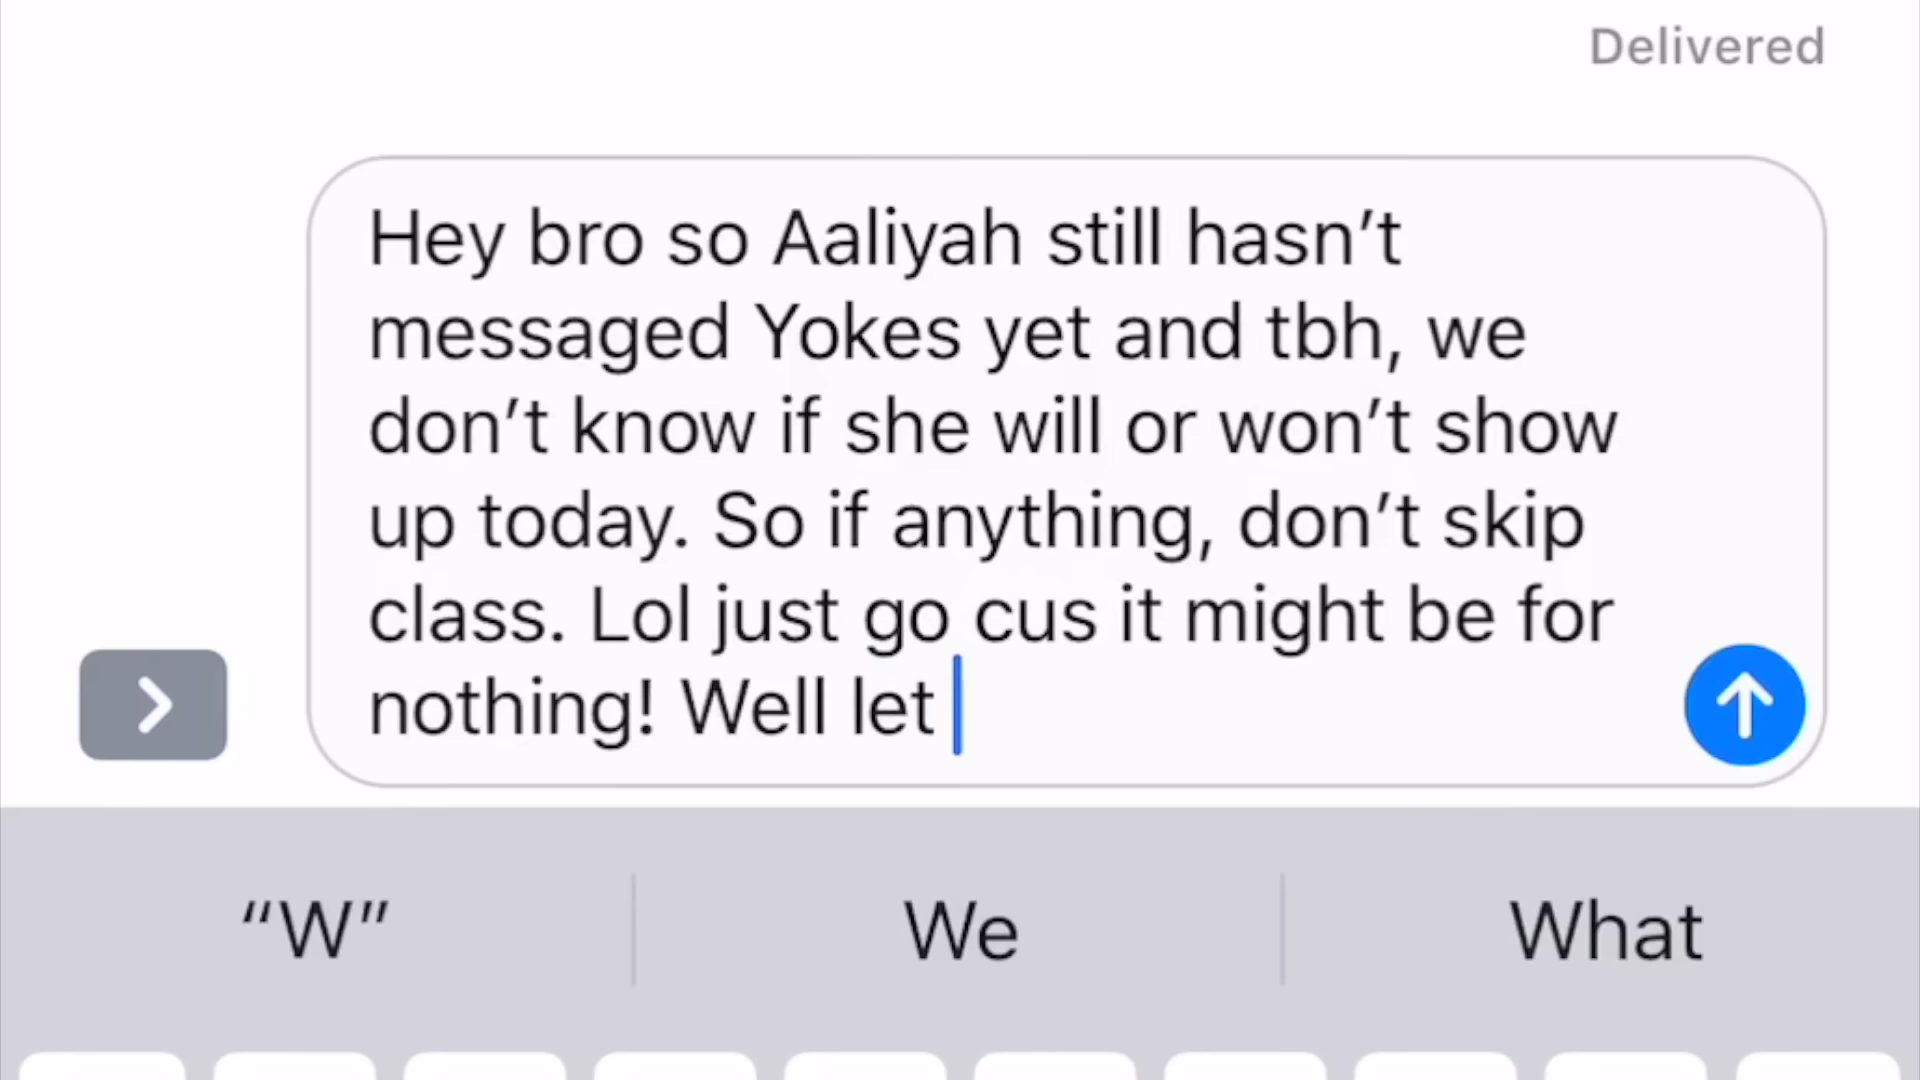 Delivered
Hey bro so Aaliyah still hasn’t
messaged Yokes yet and tbh, we
don’t know if she will or won’t show
up today. So if anything, don’t skip
class. Lol just go cus it might be for
nothing! Well let
“W” We What